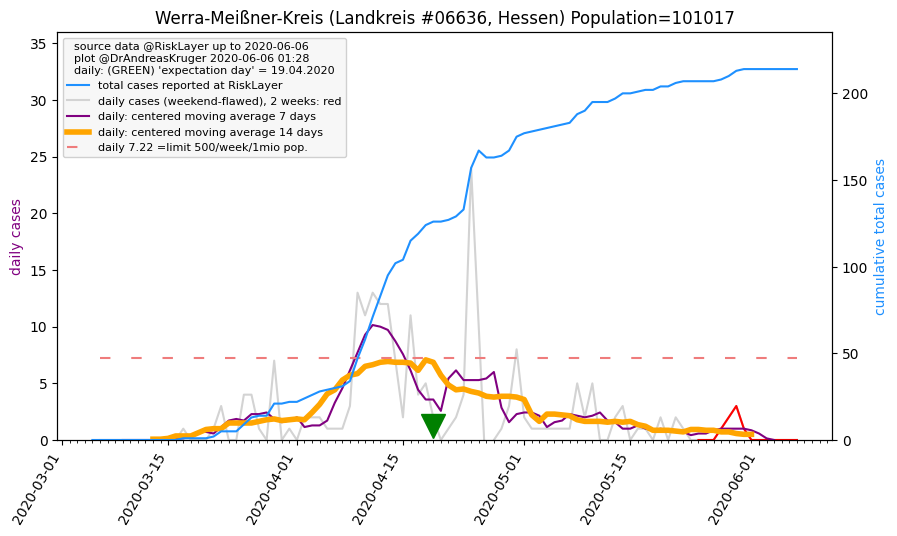 Werra-Meißner-Kreis (Landkreis #06636, Hessen) Population=101017
source data @RiskLayer up to 2020-06-06
plot @DrAndreasKruger 2020-06-06 01:28
daily: (GREEN) 'expectation day' = 19.04.2020
total cases reported at RiskLayer
daily cases (weekend-flawed), 2 weeks: red
daily: centered moving average 7 days
daily: centered moving average 14 days
daily 7.22 =limit 500/week/1mio pop.
35
30
25
20
15
10
5
0
daily cases
200
150
100
50
0
cumulative total cases
2020-03-01
2020-03-15
2020-04-01
2020-04-15
2020-05-01
2020-05-15
2020-06-01